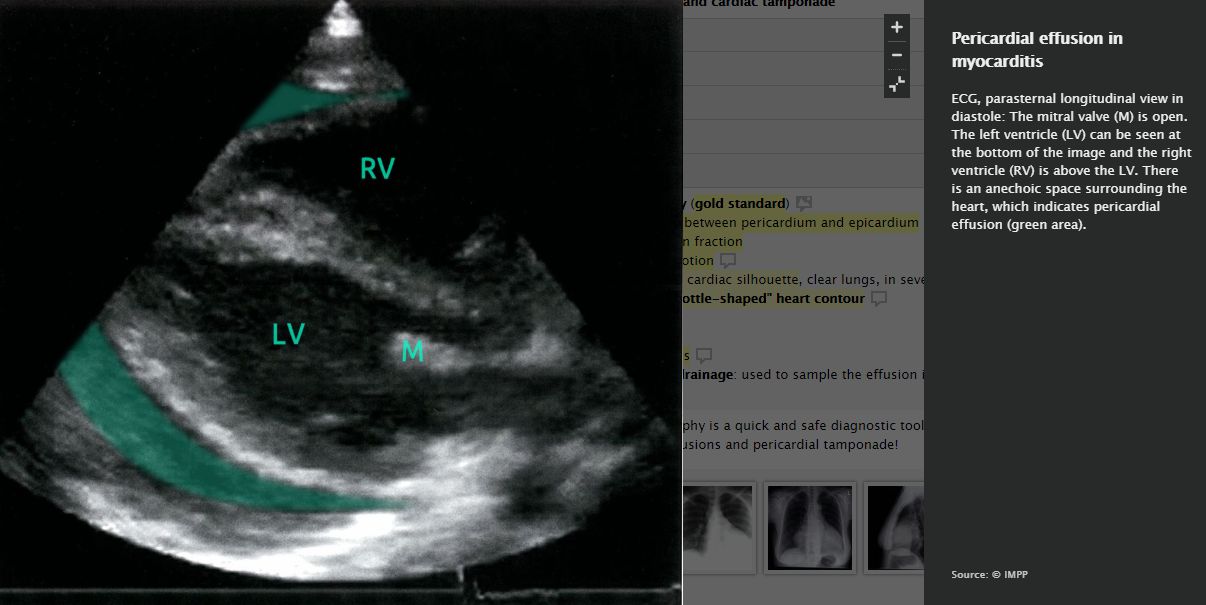 and cardiac tamponade
RV
LV
M
(gold standard)
between pericardium and epicardium
n fraction
otion
cardiac silhouette, clear lungs, in seve
ottle-shaped" heart contour
s
drainage: used to sample the effusion i
phy is a quick and safe diagnostic tool
usions and pericardial tamponade!
Pericardial effusion in
myocarditis
ECG, parasternal longitudinal view in
diastole: The mitral valve (M) is open.
The left ventricle (LV) can be seen at
the bottom of the image and the right
ventricle (RV) is above the LV. There
is an anechoic space surrounding the
heart, which indicates pericardial
effusion (green area).
Source: © IMPP